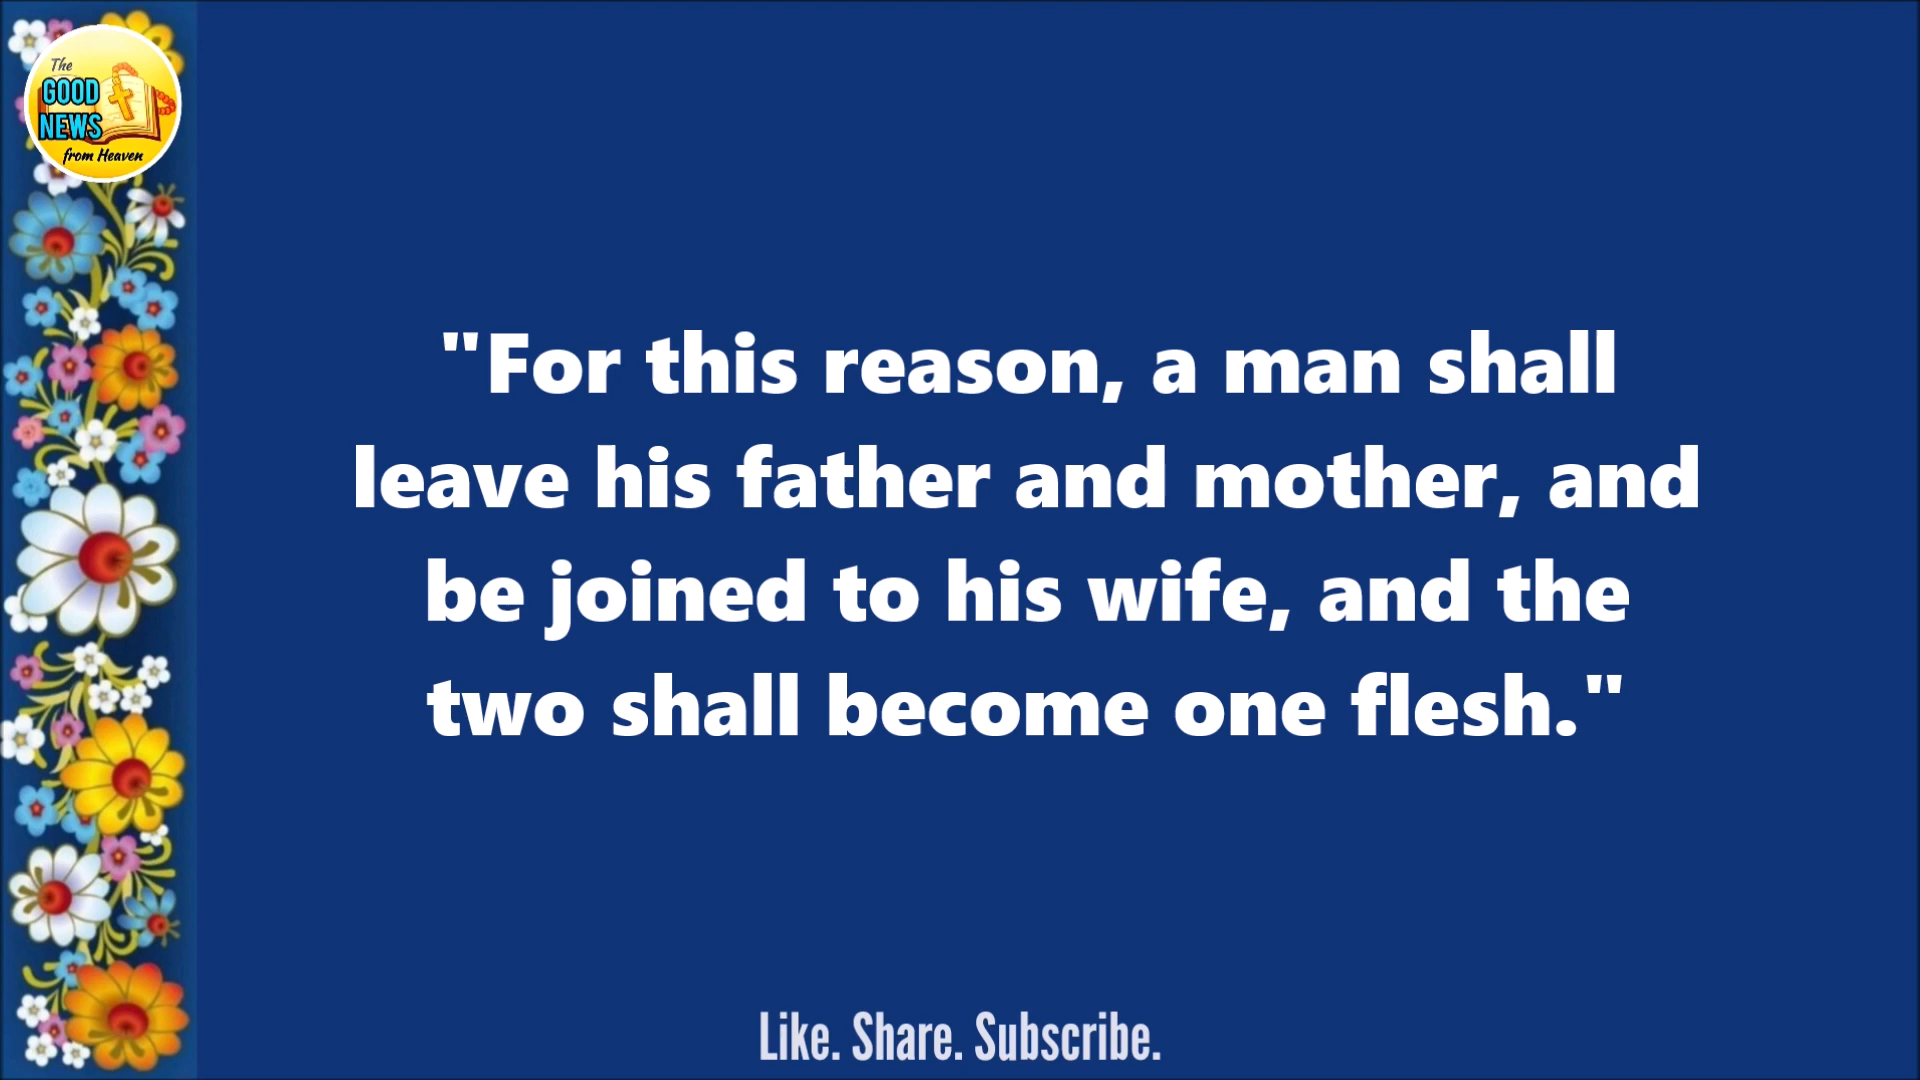 The
GOOD
NEWS
from Heaven
"For this reason, a man shall
leave his father and mother, and
be joined to his wife, and the
two shall become one flesh."
Like. Share. Subscribe.